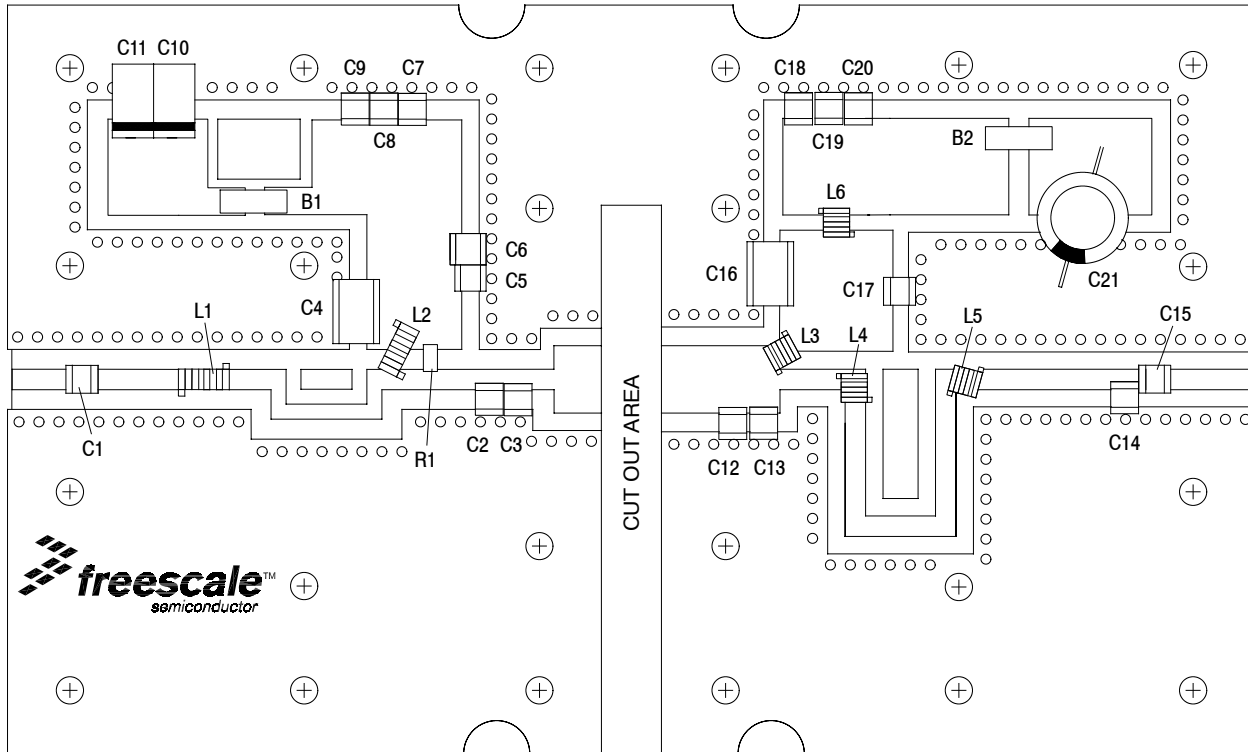 C11 C10
C9 C7
C8
B1
C6
C5
C4
L1
L2
C1
C2 C3
R1
CUT OUT AREA
C18 C20
C19
B2
L6
C16
C17
C21
L3
L4
L5
C15
C12 C13
C14
freescale™
semiconductor